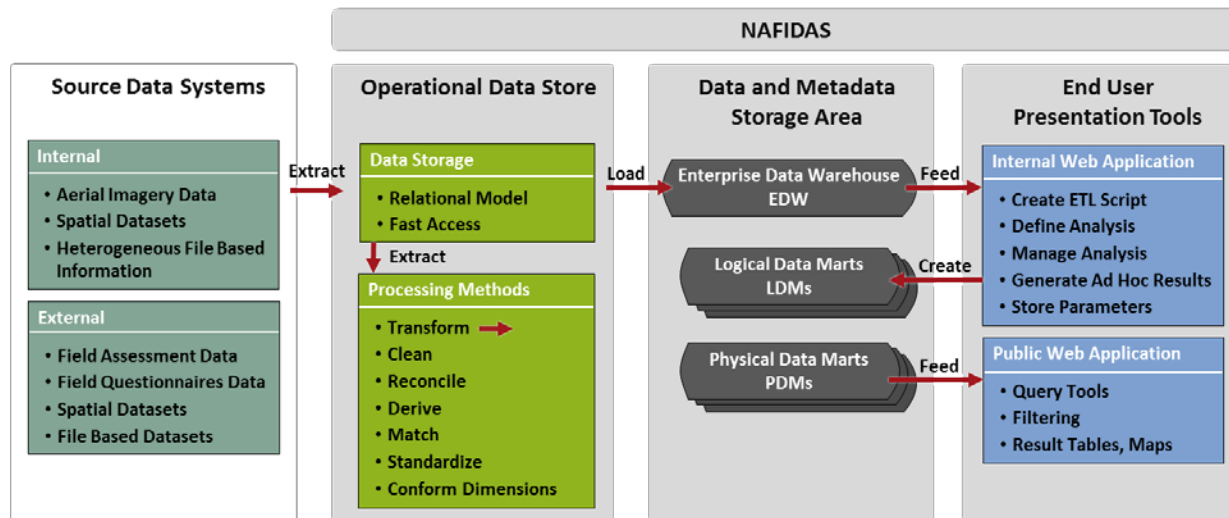 NAFIDAS
Source Data Systems
Internal
• Aerial Imagery Data
• Spatial Datasets
• Heterogeneous File Based
Information
External
• Field Assessment Data
• Field Questionnaires Data
• Spatial Datasets
• File Based Datasets
Extract
Operational Data Store
Data Storage
• Relational Model
• Fast Access
Extract
Processing Methods
• Transform
• Clean
• Reconcile
• Derive
• Match
• Standardize
• Conform Dimensions
Load
Data and Metadata
Storage Area
Enterprise Data Warehouse
EDW
Logical Data Marts
LDMs
Physical Data Marts
PDMs
Feed
Create
Feed
End User
Presentation Tools
Internal Web Application
• Create ETL Script
• Define Analysis
• Manage Analysis
• Generate Ad Hoc Results
• Store Parameters
Public Web Application
• Query Tools
• Filtering
• Result Tables, Maps